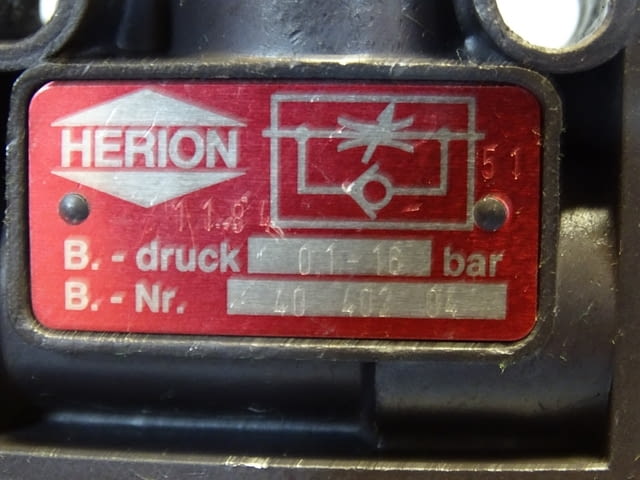 HERION
51
11.84
B. - druck 0,1-16 bar
B. - Nr. 40 402 04